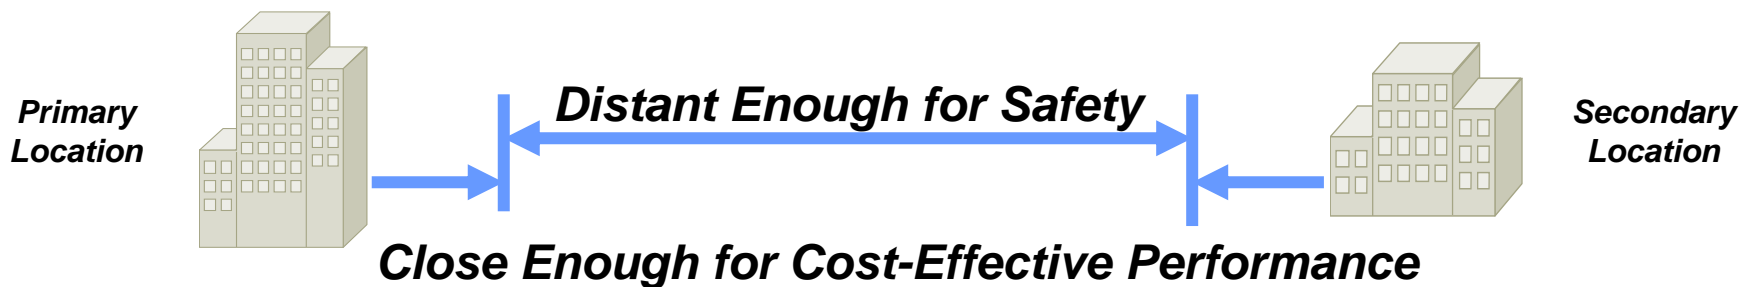 Primary
Location
Distant Enough for Safety
Secondary
Location
Close Enough for Cost-Effective Performance